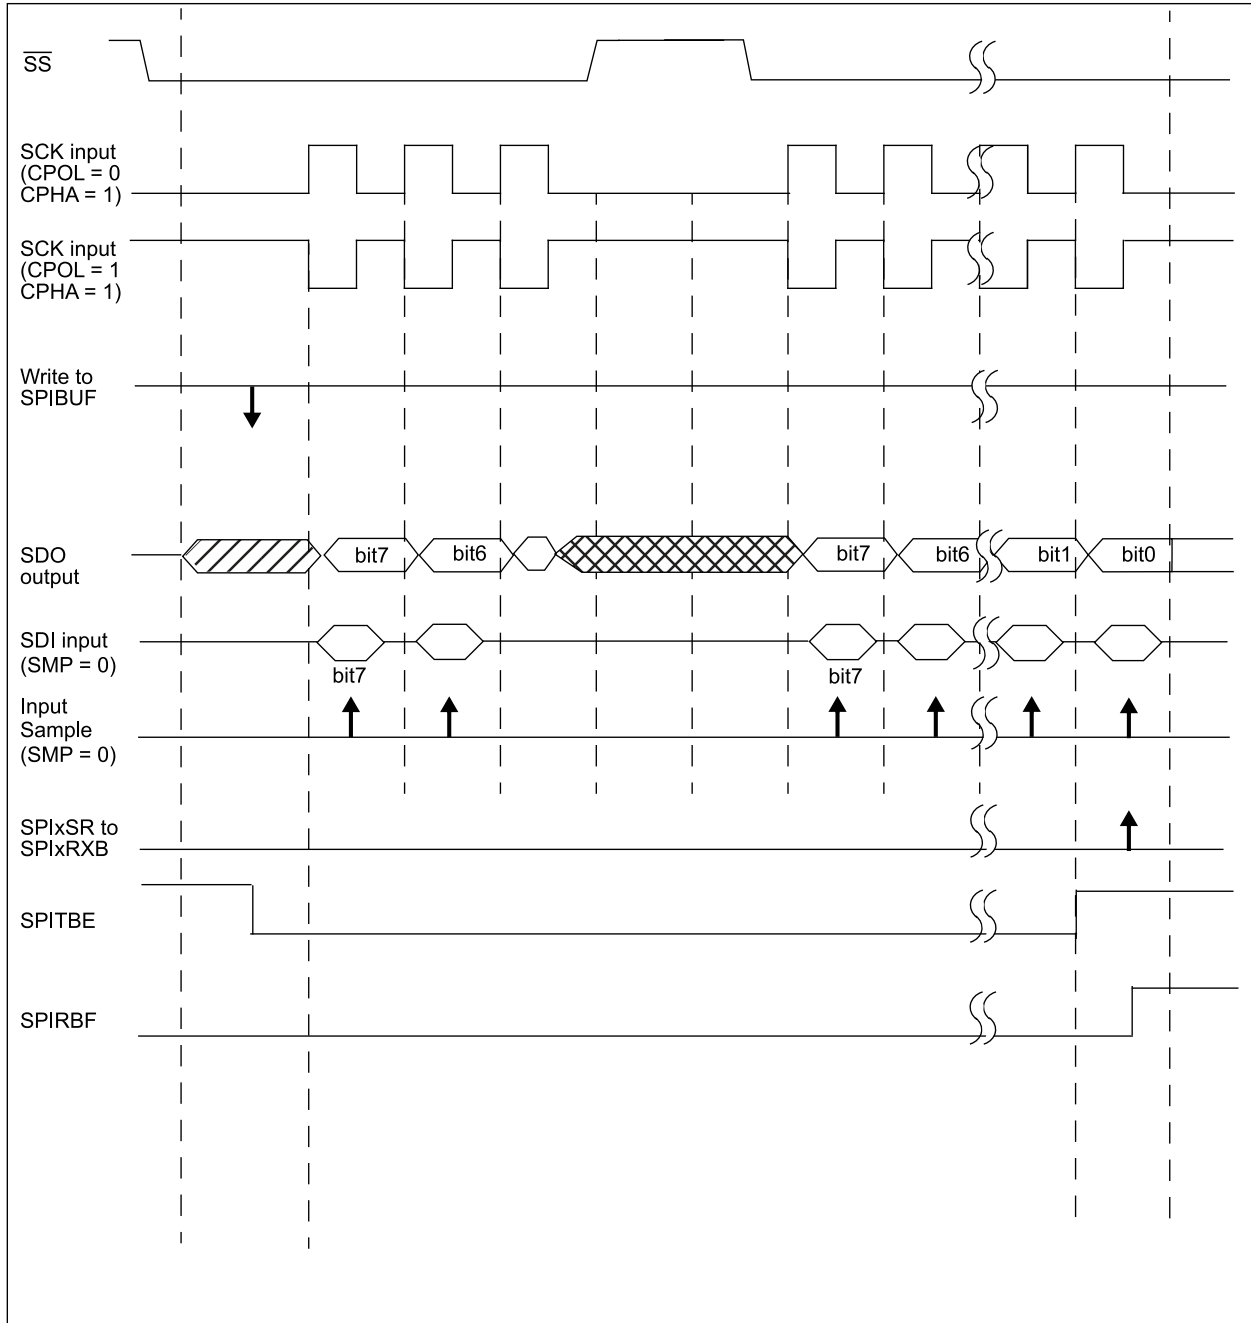 SS
SCK input
(CPOL = 0
CPHA = 1)
SCK input
(CPOL = 1
CPHA = 1)
Write to
SPIBUF
SDO
output
bit7
bit6
bit7
bit6
bit1
bit0
SDI input
(SMP = 0)
bit7
bit7
Input
Sample
(SMP = 0)
SPIxSR to
SPIxRXB
SPITBE
SPIRBF